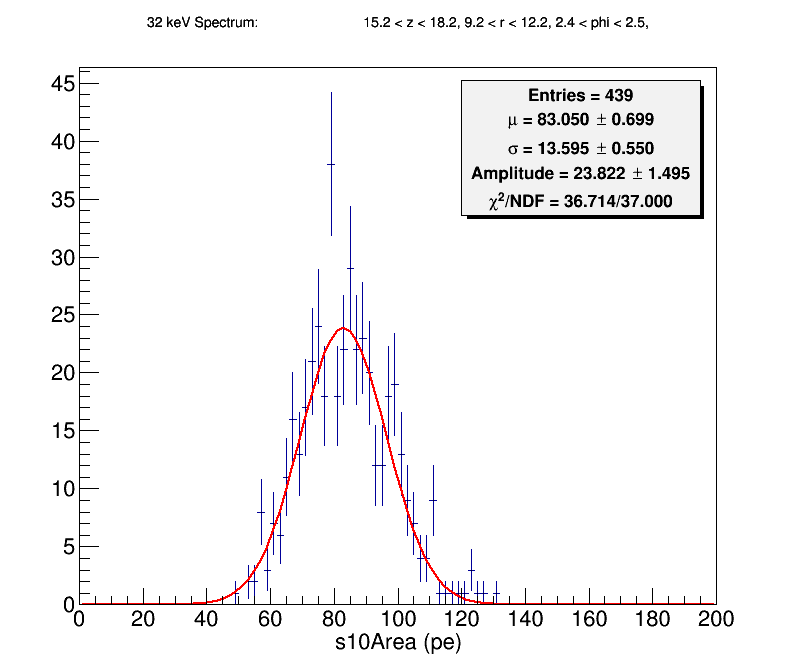 32 keV Spectrum: 15.2 < z < 18.2, 9.2 < r < 12.2, 2.4 < phi < 2.5,
Entries = 439
μ = 83.050 ± 0.699
σ = 13.595 ± 0.550
Amplitude = 23.822 ± 1.495
χ²/NDF = 36.714/37.000
45
40
35
30
25
20
15
10
5
0
0 20 40 60 80 100 120 140 160 180 200
s10Area (pe)